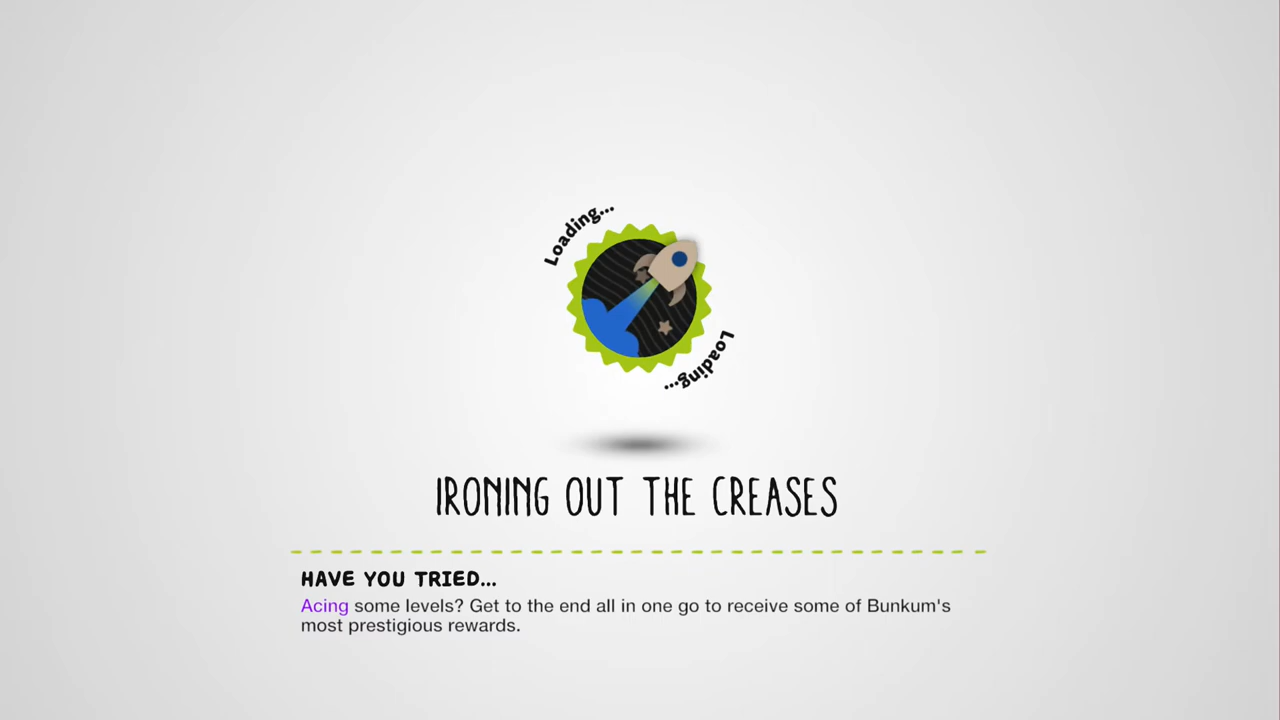 Loading...
Loading...
IRONING OUT THE CREASES
HAVE YOU TRIED...
Acing some levels? Get to the end all in one go to receive some of Bunkum's
most prestigious rewards.